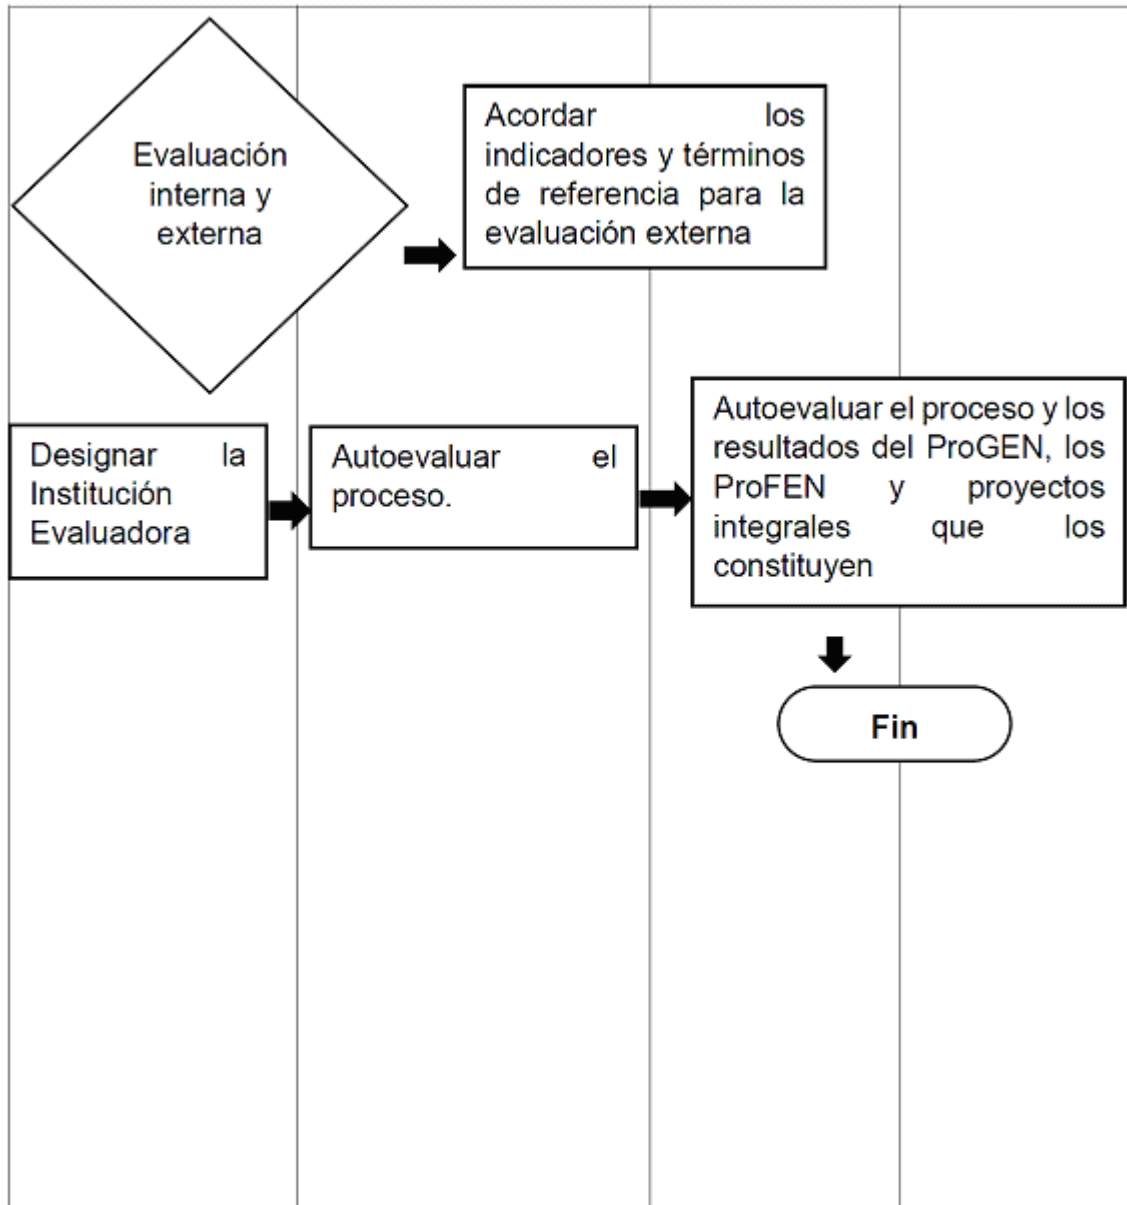 Evaluación
interna y
externa
Acordar los
indicadores y términos
de referencia para la
evaluación externa
Designar la
Institución
Evaluadora
Autoevaluar el
proceso.
Autoevaluar el proceso y los
resultados del ProGEN, los
ProFEN y proyectos
integrales que los
constituyen
Fin